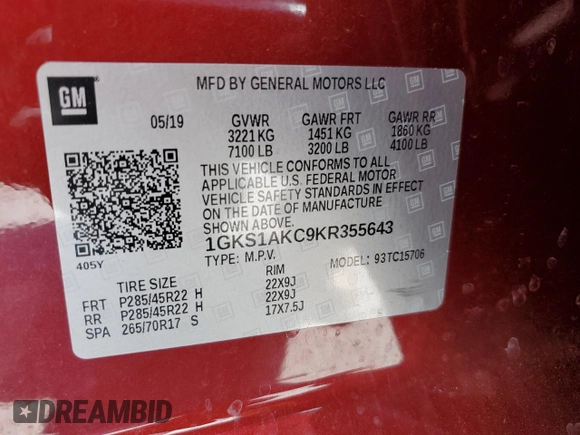 GM
MFD BY GENERAL MOTORS LLC
05/19 GVWR GAWR FRT GAWR RR
3221 KG 1451 KG 1860 KG
7100 LB 3200 LB 4100 LB
THIS VEHICLE CONFORMS TO ALL
APPLICABLE U.S. FEDERAL MOTOR
VEHICLE SAFETY STANDARDS IN EFFECT
ON THE DATE OF MANUFACTURE
SHOWN ABOVE.
1GKS1AKC9KR355643
405Y TYPE: M.P.V. MODEL: 93TC15706
TIRE SIZE RIM
FRT P285/45R22 H 22X9J
RR P285/45R22 H 22X9J
SPA 265/70R17 S 17X7.5J
DREAMBID